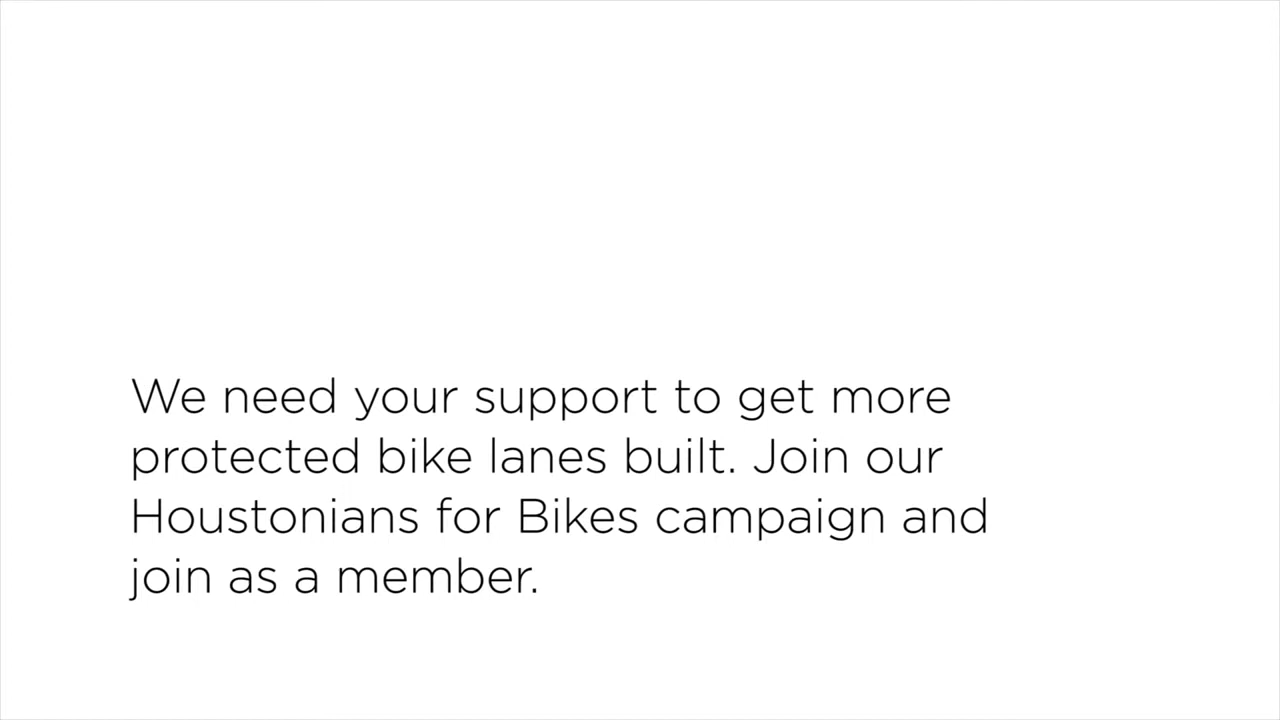 We need your support to get more
protected bike lanes built. Join our
Houstonians for Bikes campaign and
join as a member.